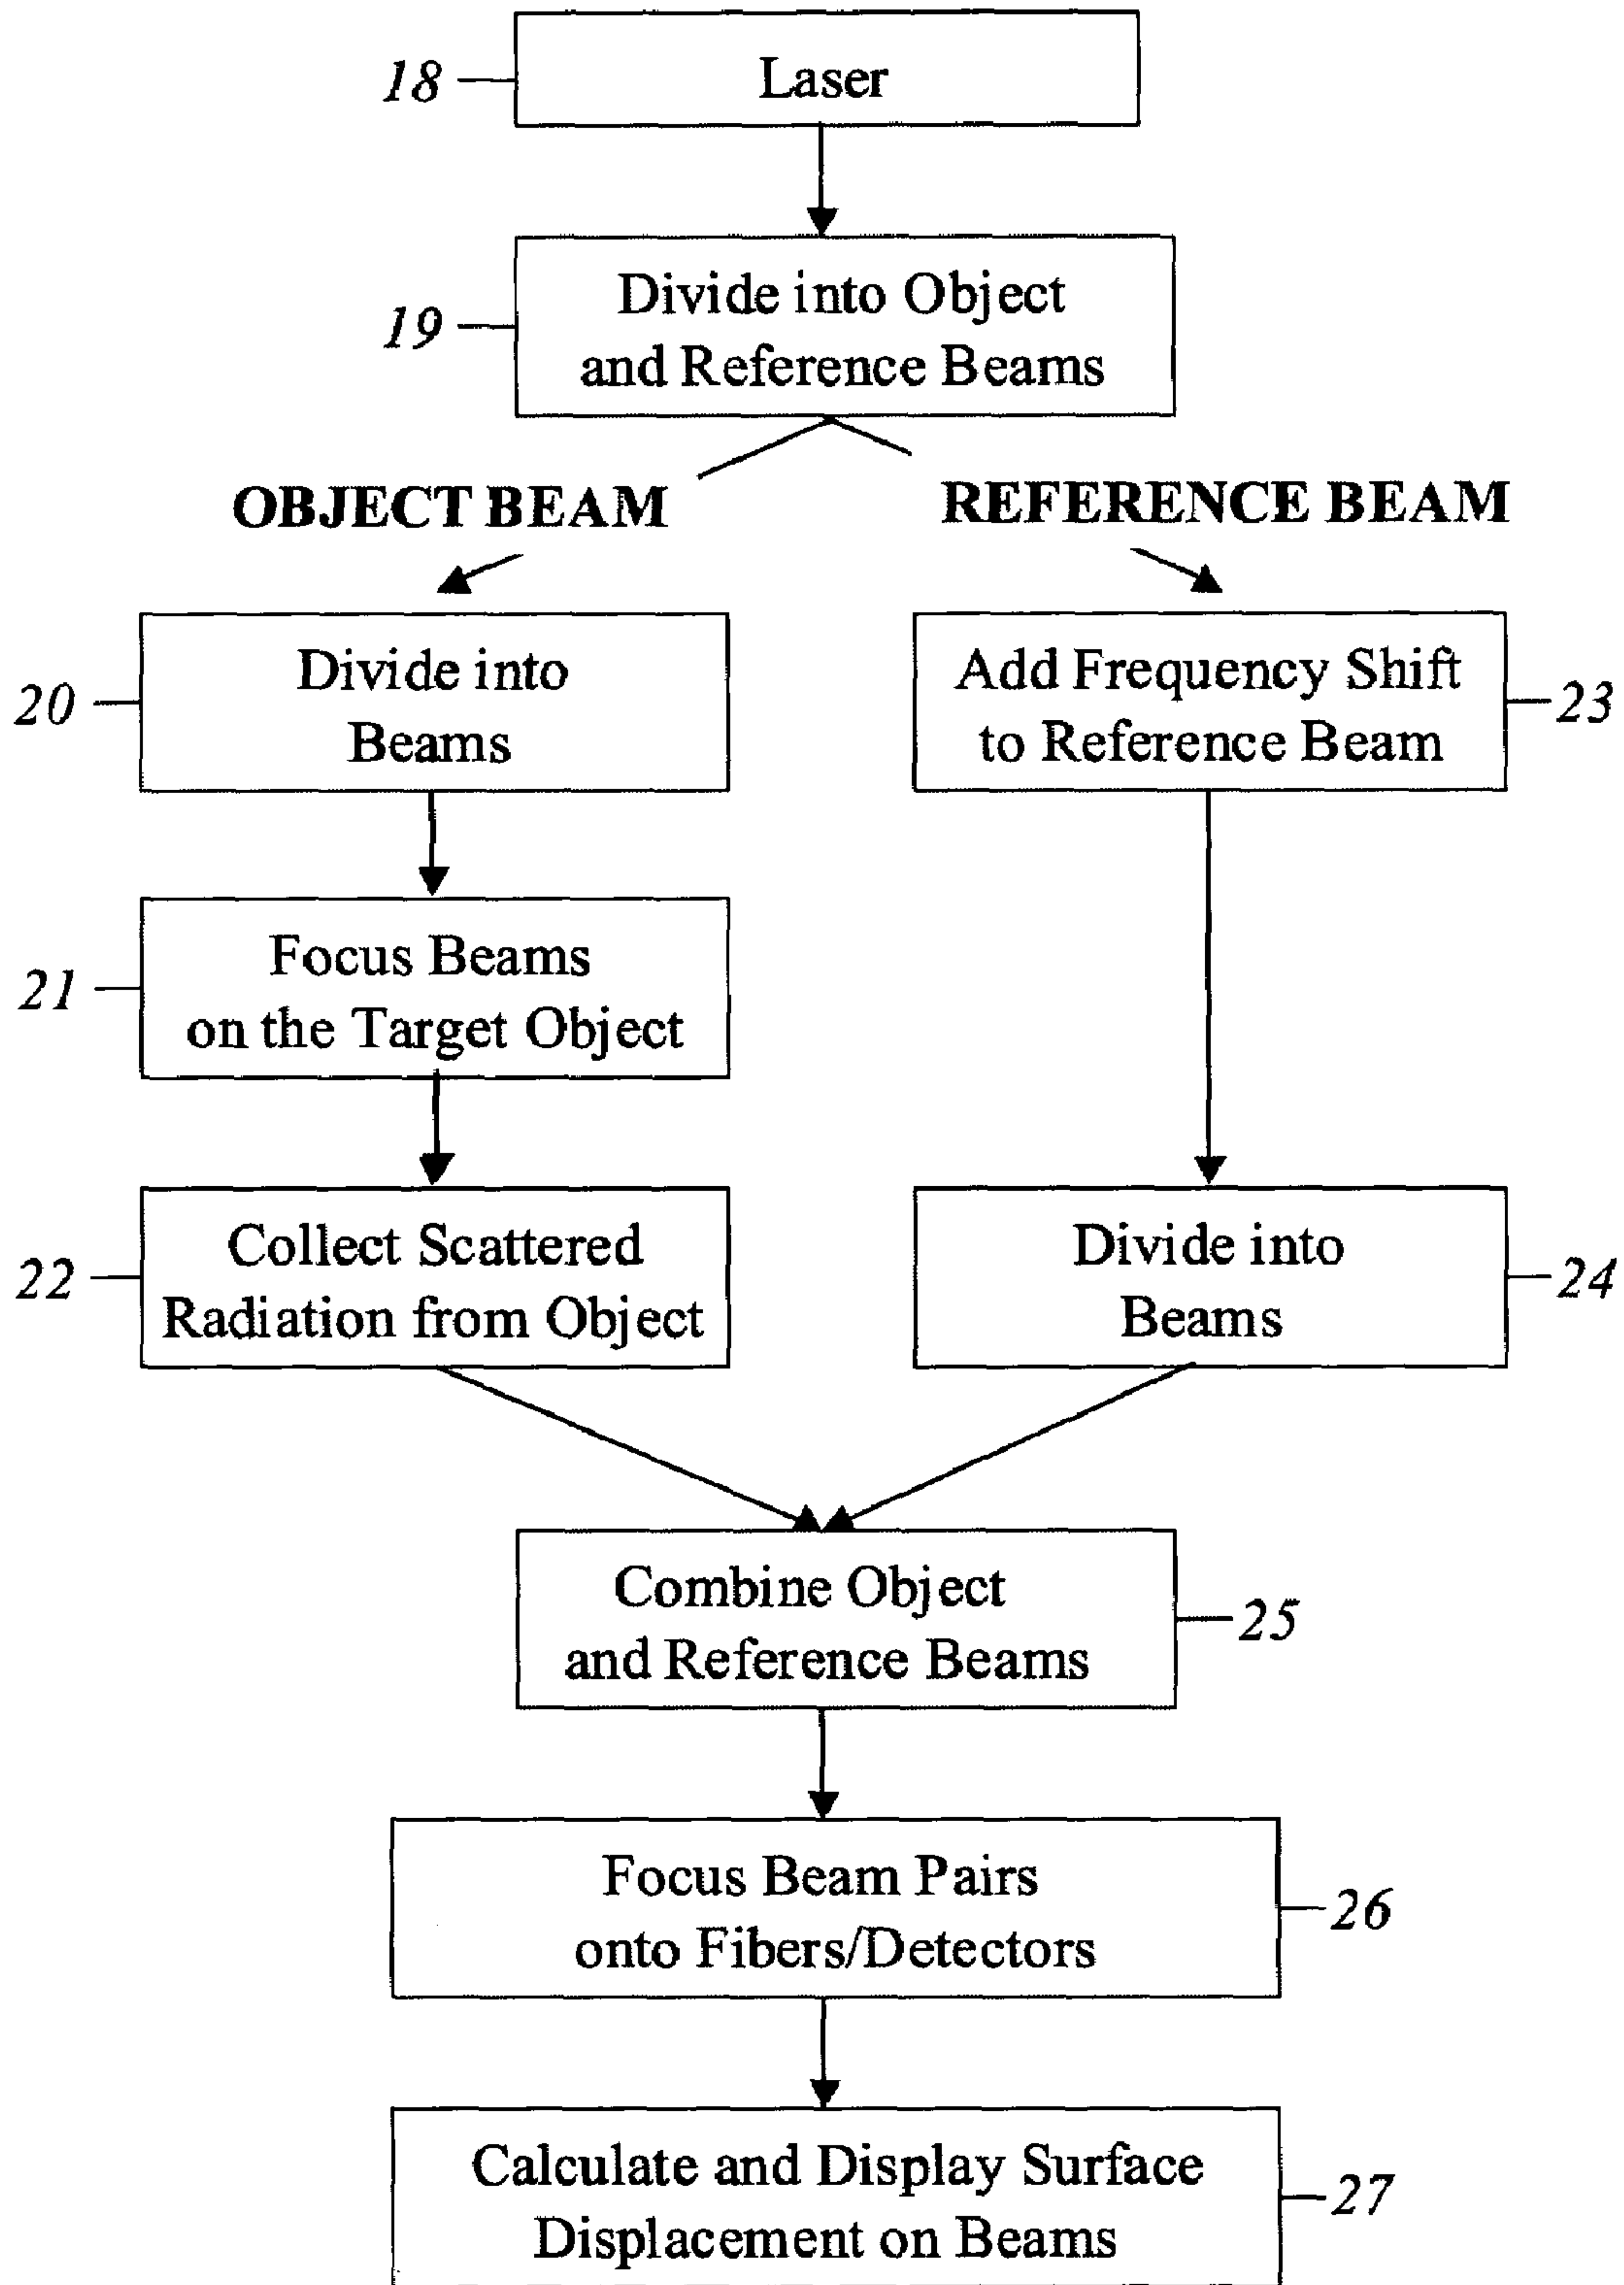 18
Laser
19
Divide into Object
and Reference Beams
OBJECT BEAM
REFERENCE BEAM
20
Divide into
Beams
Add Frequency Shift
to Reference Beam
23
21
Focus Beams
on the Target Object
22
Collect Scattered
Radiation from Object
Divide into
Beams
24
Combine Object
and Reference Beams
25
Focus Beam Pairs
onto Fibers/Detectors
26
Calculate and Display Surface
Displacement on Beams
27